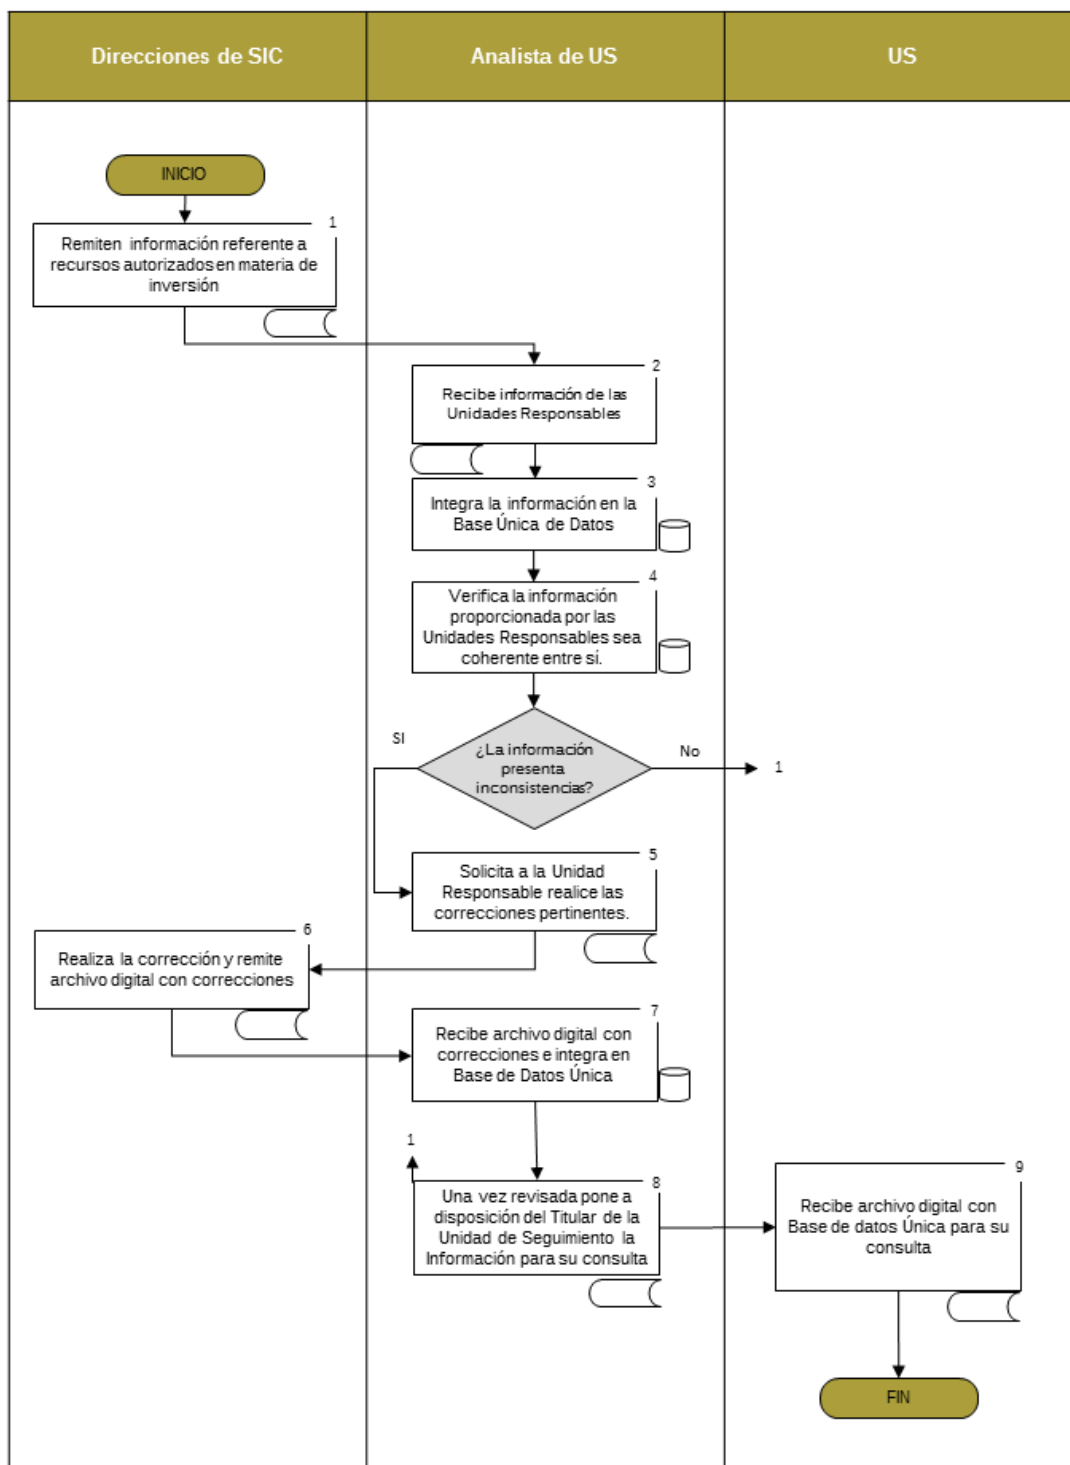 Direcciones de SIC
Analista de US
US
INICIO
1
Remiten información referente a
recursos autorizados en materia de
inversión
2
Recibe información de las
Unidades Responsables
3
Integra la información en la
Base Única de Datos
4
Verifica la información
proporcionada por las
Unidades Responsables sea
coherente entre sí.
SI
¿La información
presenta
inconsistencias?
No
1
5
Solicita a la Unidad
Responsable realice las
correcciones pertinentes.
6
Realiza la corrección y remite
archivo digital con correcciones
7
Recibe archivo digital con
correcciones e integra en
Base de Datos Única
1
8
Una vez revisada pone a
disposición del Titular de la
Unidad de Seguimiento la
Información para su consulta
9
Recibe archivo digital con
Base de datos Única para su
consulta
FIN